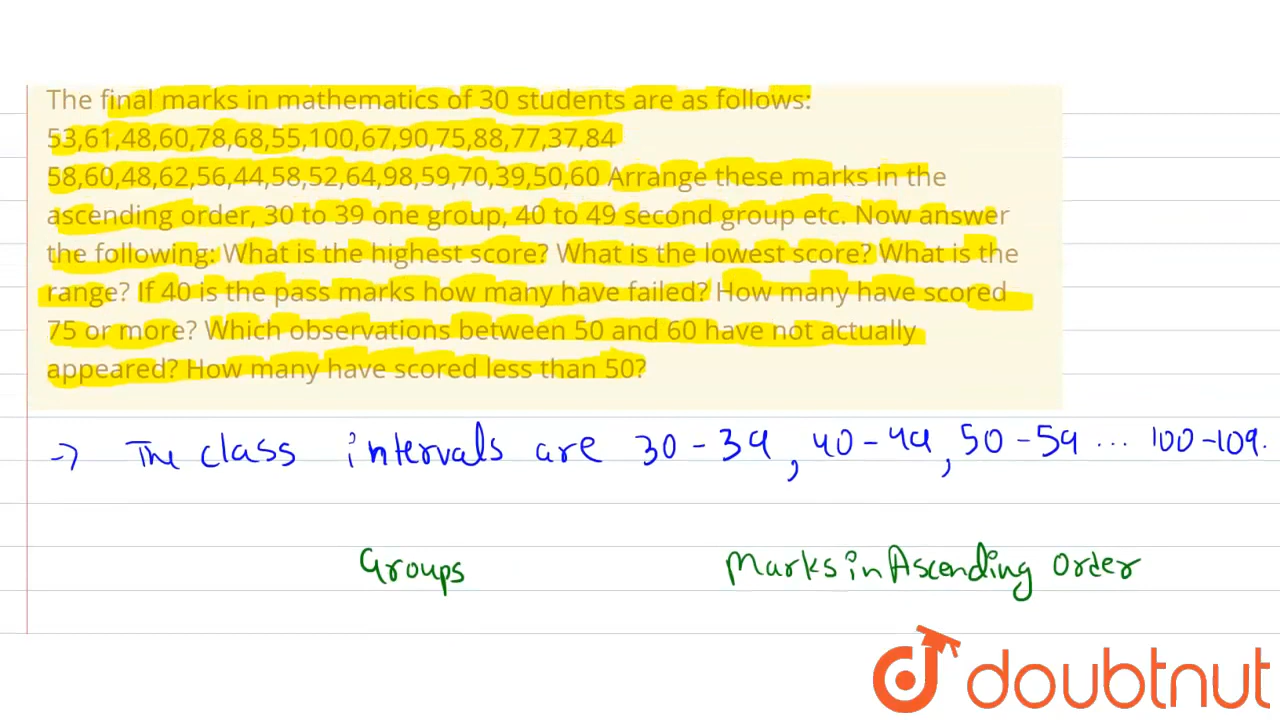 The final marks in mathematics of 30 students are as follows:
53,61,48,60,78,68,55,100,67,90,75,88,77,37,84
58,60,48,62,56,44,58,52,64,98,59,70,39,50,60 Arrange these marks in the
ascending order, 30 to 39 one group, 40 to 49 second group etc. Now answer
the following: What is the highest score? What is the lowest score? What is the
range? If 40 is the pass marks how many have failed? How many have scored
75 or more? Which observations between 50 and 60 have not actually
appeared? How many have scored less than 50?
→ The class intervals are 30-39, 40-49, 50-59 ... 100-109.
Groups Marks in Ascending Order
doubtnut